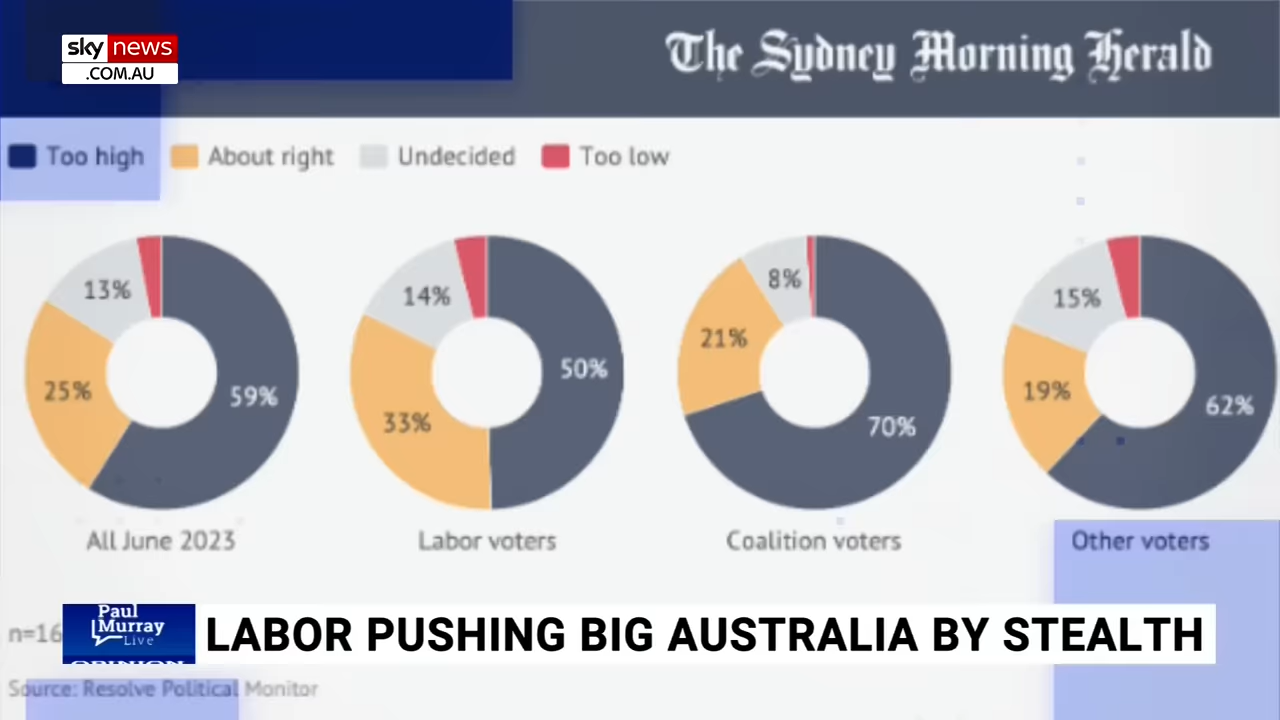 sky news
.COM.AU
The Sydney Morning Herald
Too high About right Undecided Too low
13% 25% 59%
14% 33% 50%
8% 21% 70%
15% 19% 62%
All June 2023 Labor voters Coalition voters Other voters
n=16
Paul
Murray
Live
OPINION
LABOR PUSHING BIG AUSTRALIA BY STEALTH
Source: Resolve Political Monitor